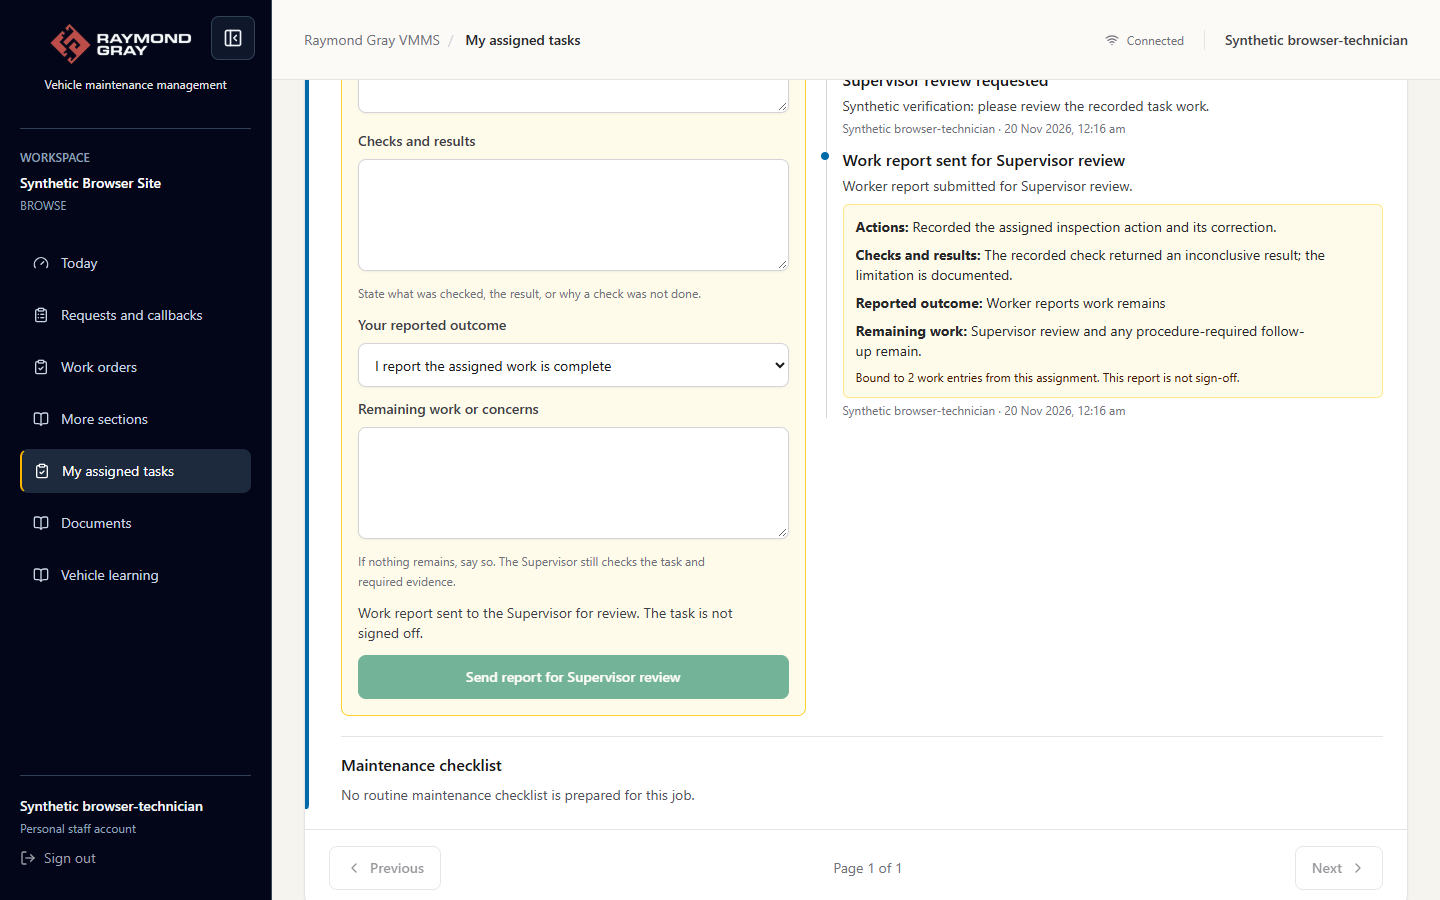 RAYMOND
GRAY
Vehicle maintenance management
WORKSPACE
Synthetic Browser Site
BROWSE
Today
Requests and callbacks
Work orders
More sections
My assigned tasks
Documents
Vehicle learning
Synthetic browser-technician
Personal staff account
Sign out
Raymond Gray VMMS / My assigned tasks
Connected
Synthetic browser-technician
Checks and results
State what was checked, the result, or why a check was not done.
Your reported outcome
I report the assigned work is complete
Remaining work or concerns
If nothing remains, say so. The Supervisor still checks the task and
required evidence.
Work report sent to the Supervisor for review. The task is not
signed off.
Send report for Supervisor review
Supervisor review requested
Synthetic verification: please review the recorded task work.
Synthetic browser-technician · 20 Nov 2026, 12:16 am
Work report sent for Supervisor review
Worker report submitted for Supervisor review.
Actions: Recorded the assigned inspection action and its correction.
Checks and results: The recorded check returned an inconclusive result; the
limitation is documented.
Reported outcome: Worker reports work remains
Remaining work: Supervisor review and any procedure-required follow-
up remain.
Bound to 2 work entries from this assignment. This report is not sign-off.
Synthetic browser-technician · 20 Nov 2026, 12:16 am
Maintenance checklist
No routine maintenance checklist is prepared for this job.
Previous
Page 1 of 1
Next